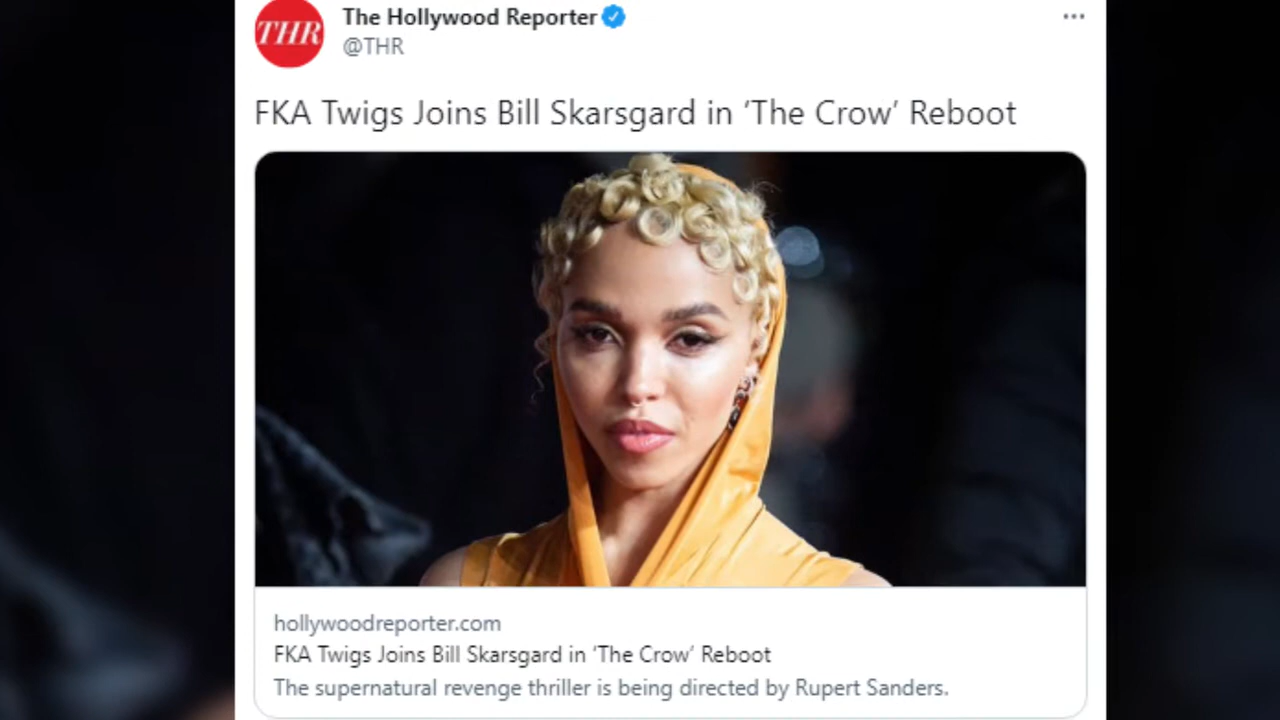 THR
The Hollywood Reporter
@THR
FKA Twigs Joins Bill Skarsgard in ‘The Crow’ Reboot
hollywoodreporter.com
FKA Twigs Joins Bill Skarsgard in ‘The Crow’ Reboot
The supernatural revenge thriller is being directed by Rupert Sanders.